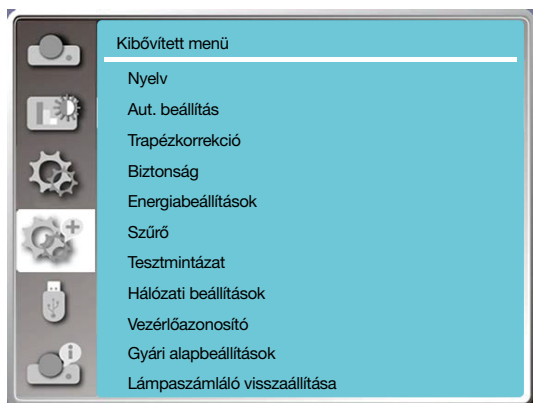 Kibővített menü
Nyelv
Aut. beállítás
Trapézkorrekció
Biztonság
Energiabeállítások
Szűrő
Tesztmintázat
Hálózati beállítások
Vezérlőazonosító
Gyári alapbeállítások
Lámpaszámláló visszaállítása